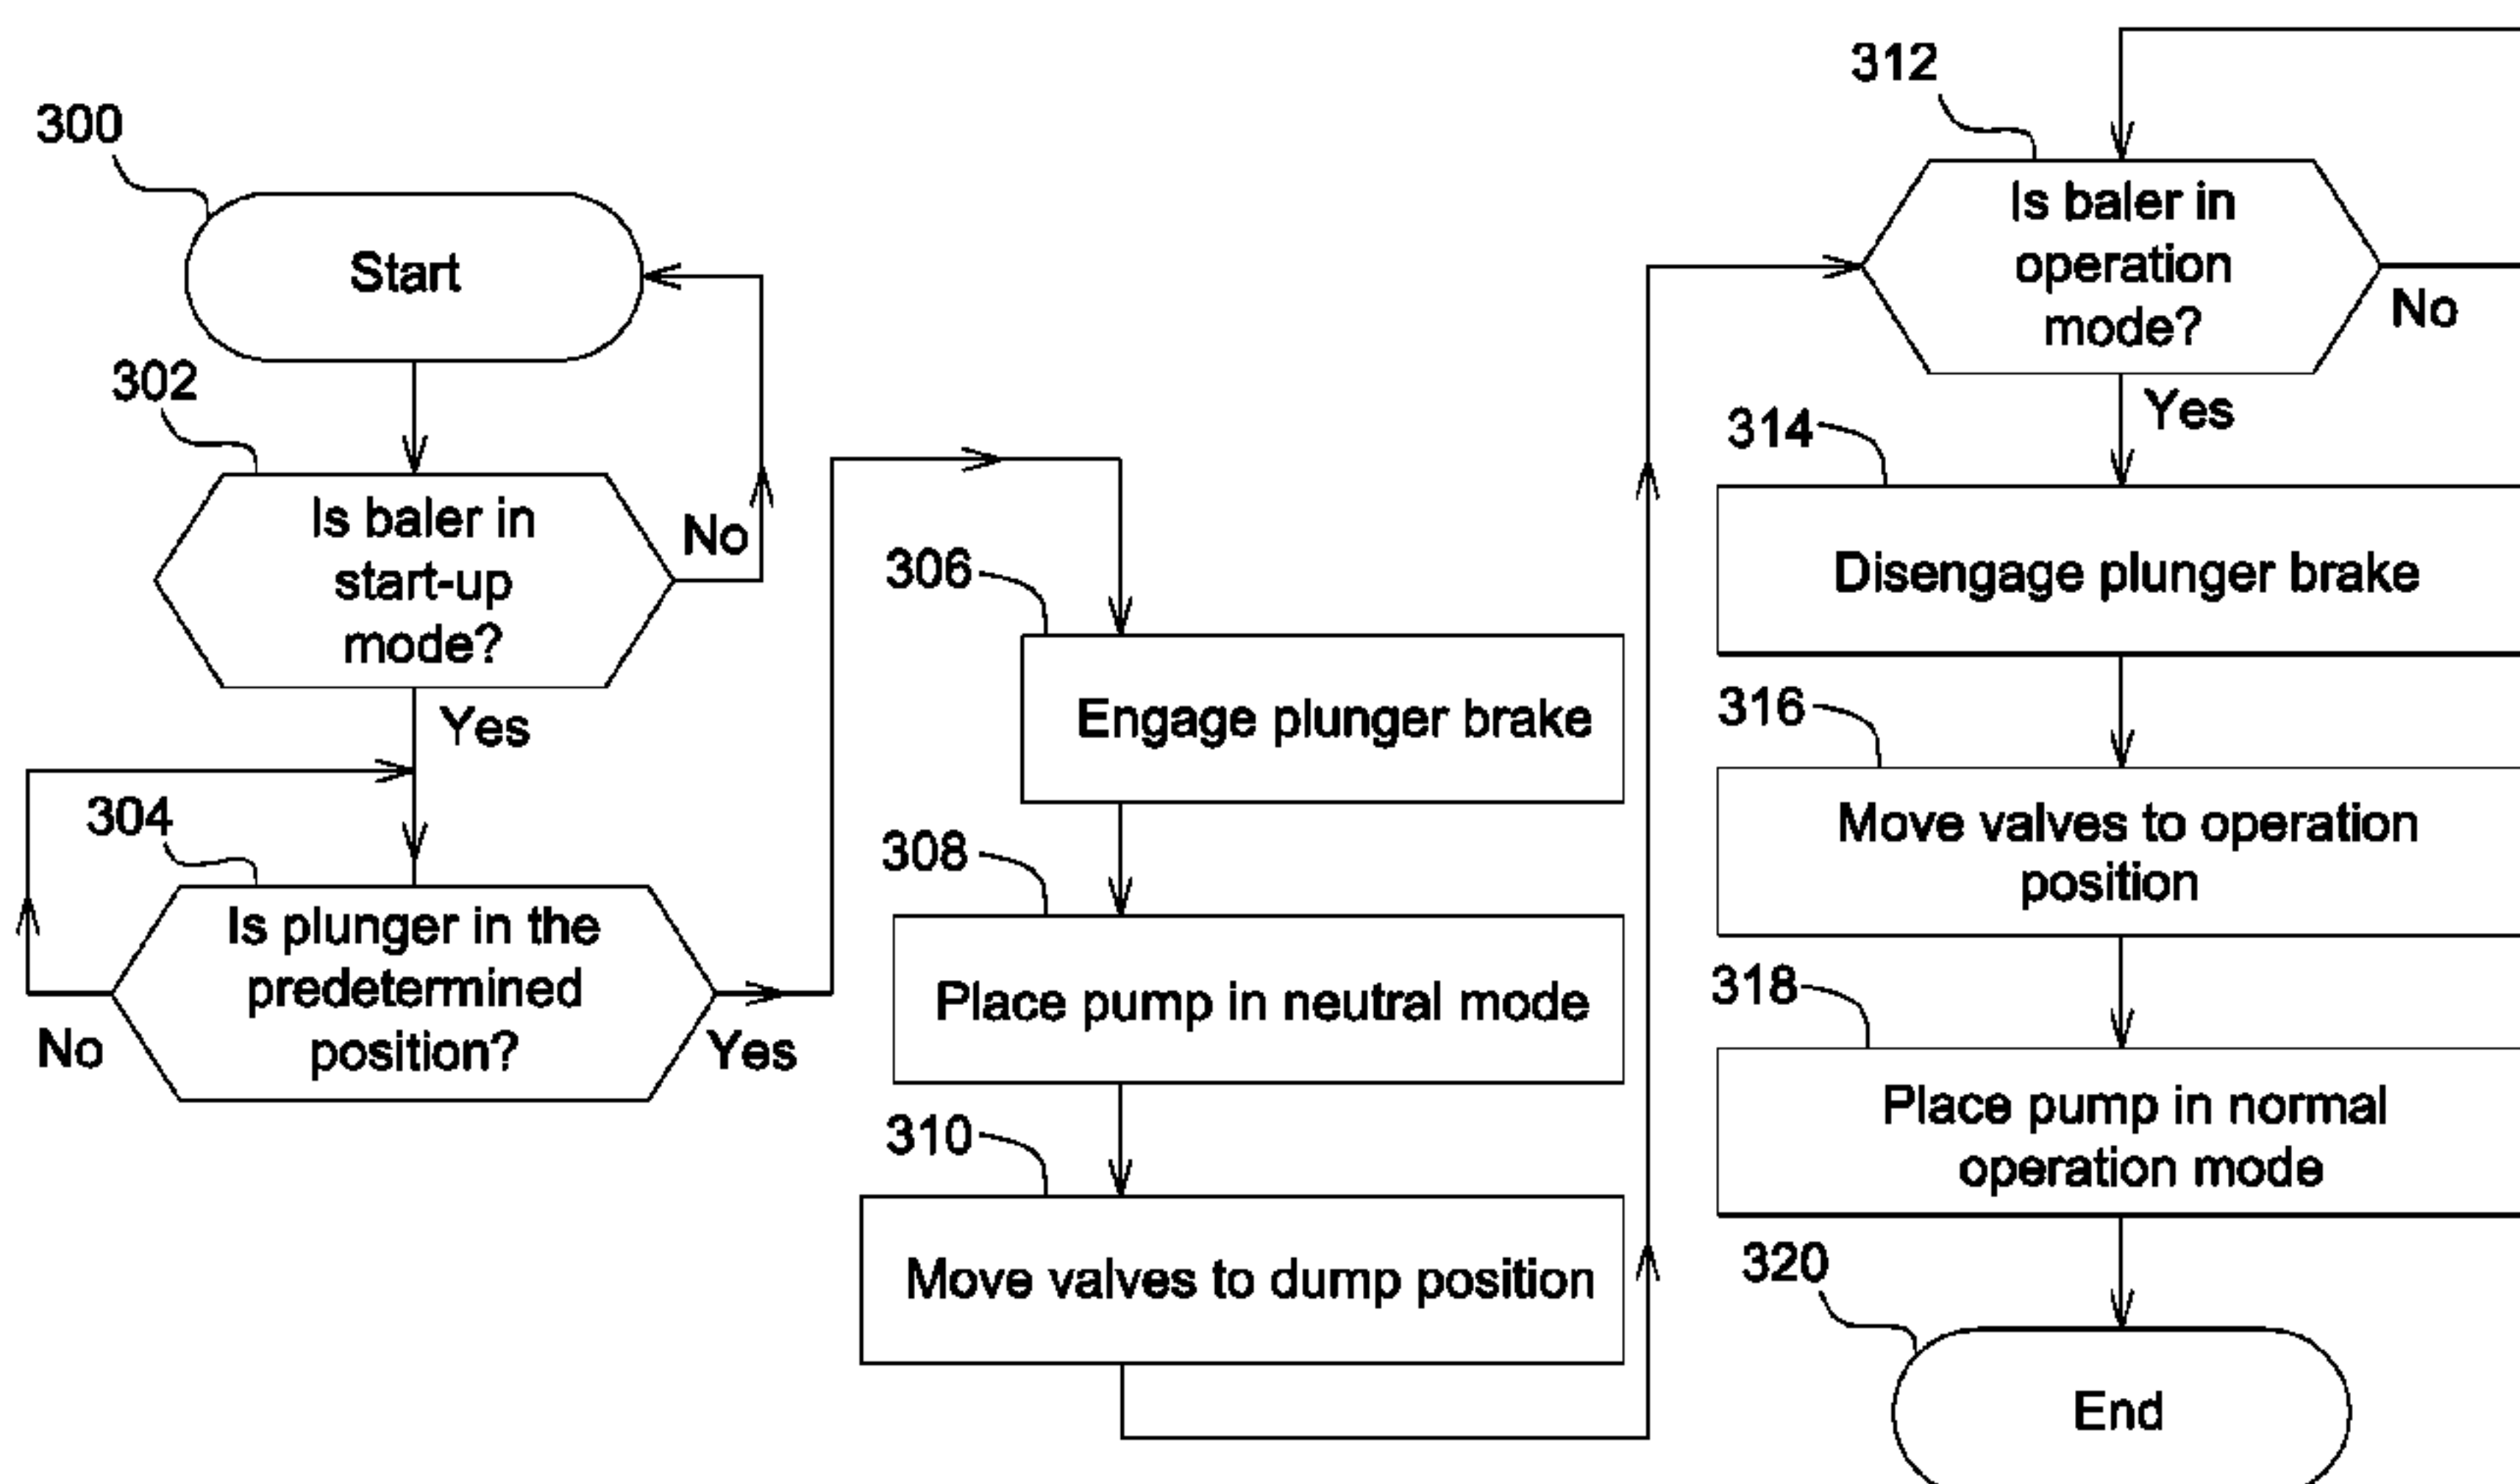 300
Start
302
Is baler in
start-up
mode?
No
Yes
304
Is plunger in the
predetermined
position?
No
Yes
306
Engage plunger brake
308
Place pump in neutral mode
310
Move valves to dump position
312
Is baler in
operation
mode?
No
Yes
314
Disengage plunger brake
316
Move valves to operation
position
318
Place pump in normal
operation mode
320
End